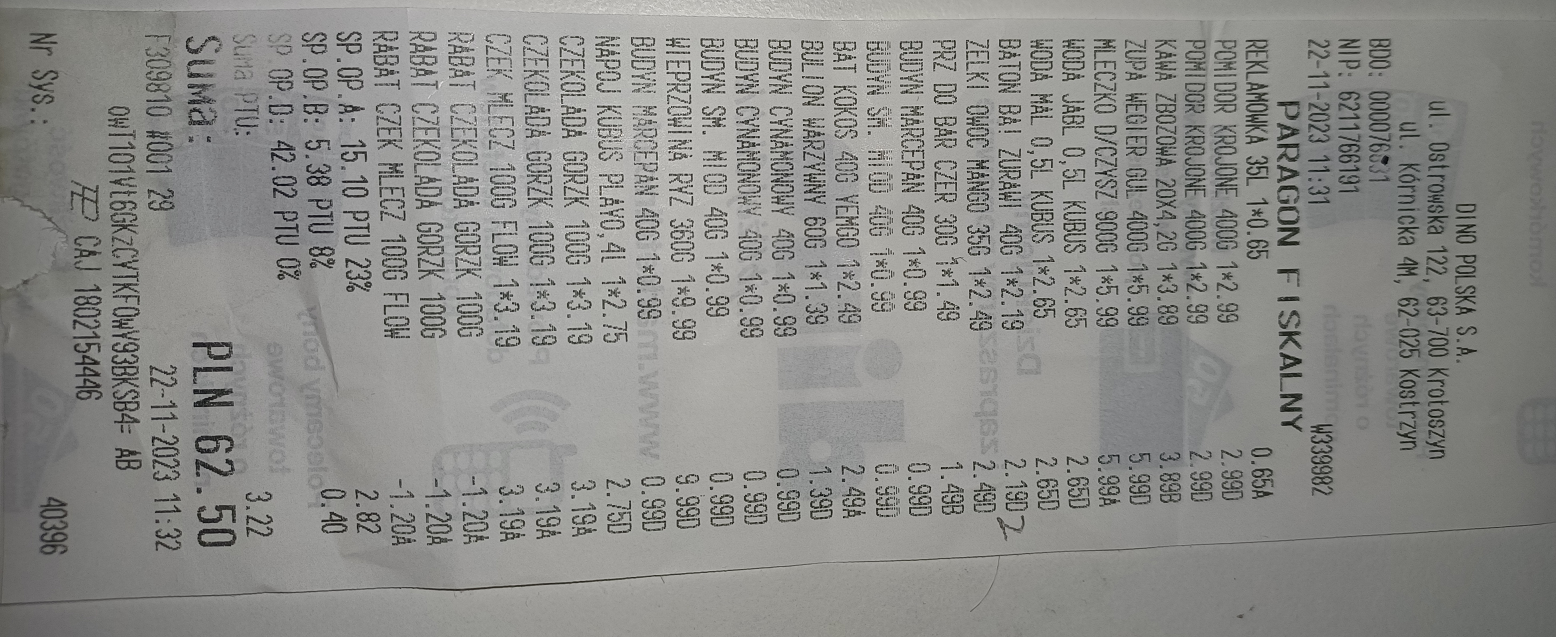 DINO POLSKA S.A.
ul. Ostrowska 122, 63-700 Krotoszyn
ul. Kórnicka 4M, 62-025 Kostrzyn
BDO: 000076 31
NIP: 6211766191
22-11-2023 11:31 W339982
PARAGON FISKALNY
REKLAMOWKA 35L 1*0.65 0.65A
POMIDOR KROJONE 400G 1*2.99 2.99D
POMIDOR KROJONE 400G 1*2.99 2.99D
KAWA ZBOZOWA 20X4,2G 1*3.89 3.89B
ZUPA WEGIER GUL 400G 1*5.99 5.99D
MLECZKO D/CZYSZ 900G 1*5.99 5.99A
WODA JABL 0,5L KUBUS 1*2.65 2.65D
WODA MAL 0,5L KUBUS 1*2.65 2.65D
BATON BA! ZURAWI 40G 1*2.19 2.19D 2
ZELKI OWOC MANGO 35G 1*2.49 2.49D
PRZ DO BAR CZER 30G 1*1.49 1.49B
BUDYN MARCEPAN 40G 1*0.99 0.99D
BUDYN SM. MIOD 40G 1*0.99 0.99D
BAT KOKOS 40G VEMGO 1*2.49 2.49A
BULION WARZYWNY 60G 1*1.39 1.39D
BUDYN CYNAMONOWY 40G 1*0.99 0.99D
BUDYN CYNAMONOWY 40G 1*0.99 0.99D
BUDYN SM. MIOD 40G 1*0.99 0.99D
WIEPRZOWINA RYZ 360G 1*9.99 9.99D
BUDYN MARCEPAN 40G 1*0.99 0.99D
NAPOJ KUBUS PLAYO,4L 1*2.75 2.75D
CZEKOLADA GORZK 100G 1*3.19 3.19A
CZEKOLADA GORZK 100G 1*3.19 3.19A
CZEK MLECZ 100G FLOW 1*3.19 3.19A
RABAT CZEKOLADA GORZK 100G -1.20A
RABAT CZEKOLADA GORZK 100G -1.20A
RABAT CZEK MLECZ 100G FLOW -1.20A
SP.OP.A: 15.10 PTU 23% 2.82
SP.OP.B: 5.38 PTU 8% 0.40
SP.OP.D: 42.02 PTU 0%
Suma PTU: 3.22
Suma: PLN 62.50
F309810 #001 29 22-11-2023 11:32
CAJ 1802154446
Nr Sys.: 40396